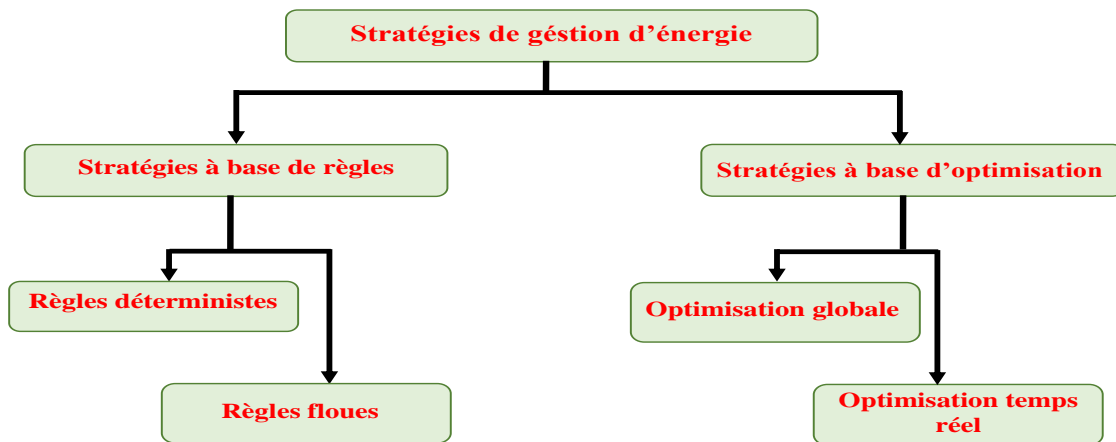 Stratégies de géstion d’énergie
Stratégies à base de règles
Stratégies à base d’optimisation
Règles déterministes
Optimisation globale
Règles floues
Optimisation temps
réel